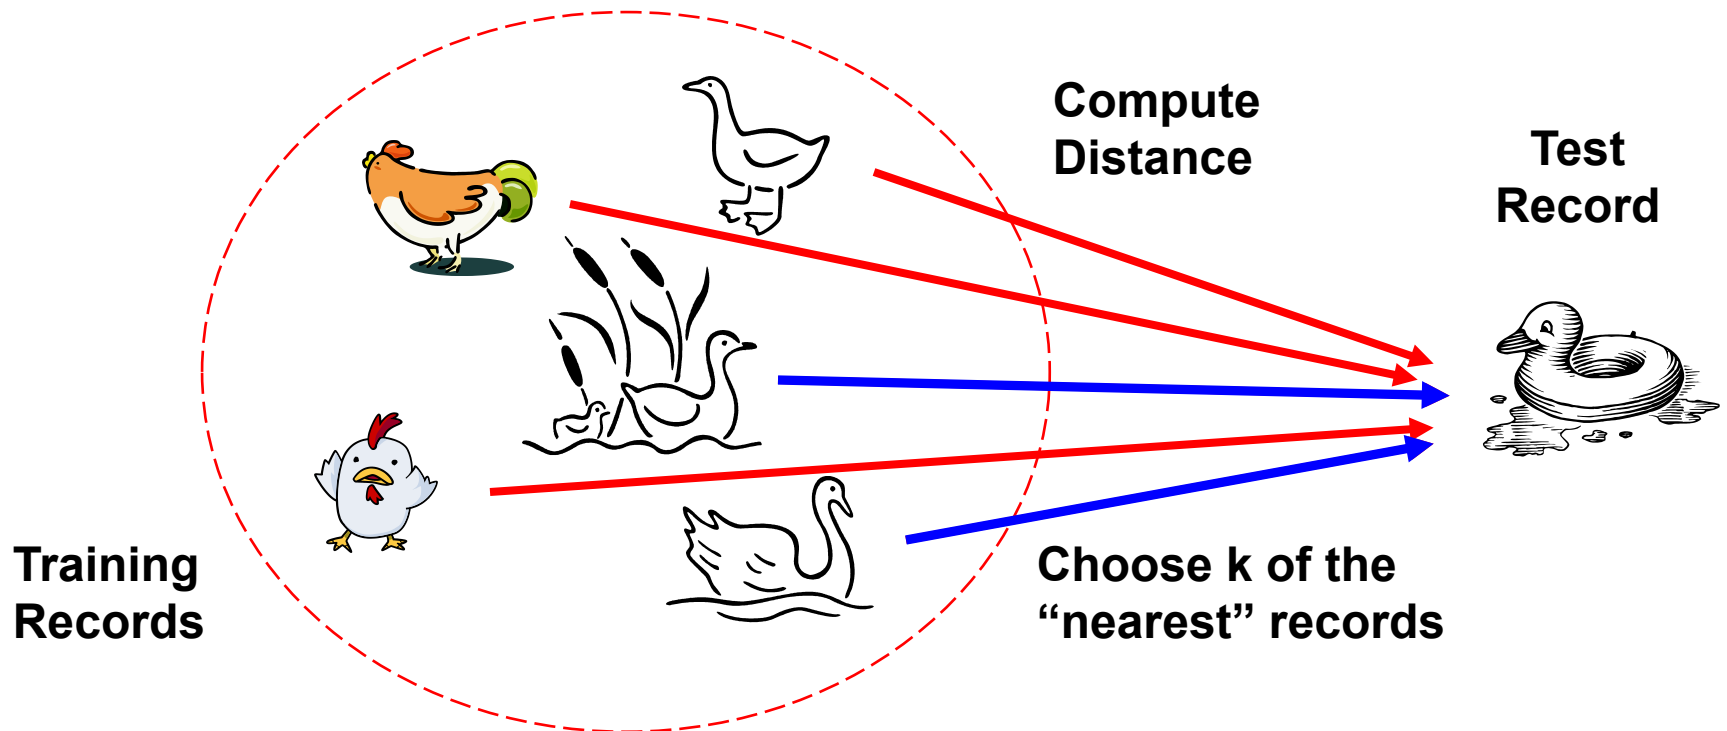 Compute
Distance
Test
Record
Training
Records
Choose k of the
“nearest” records